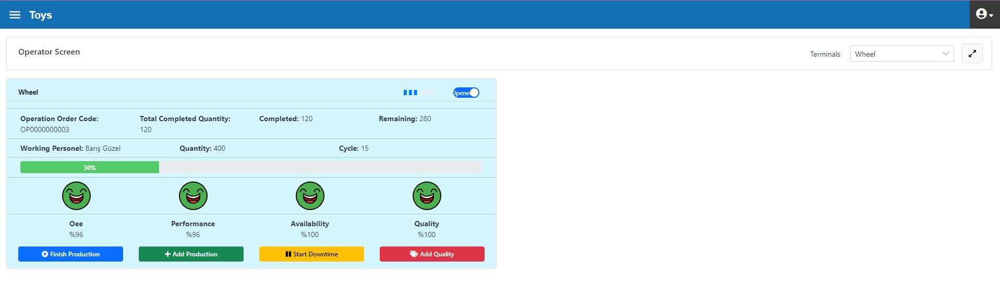 Toys
Operator Screen
Terminals
Wheel
Wheel
Opene
Operation Order Code:
OP0000000003
Total Completed Quantity:
120
Completed: 120
Remaining: 280
Working Personel: Barış Güzel
Quantity: 400
Cycle: 15
30%
Oee
%96
Performance
%96
Availability
%100
Quality
%100
Finish Production
Add Production
Start Downtime
Add Quality